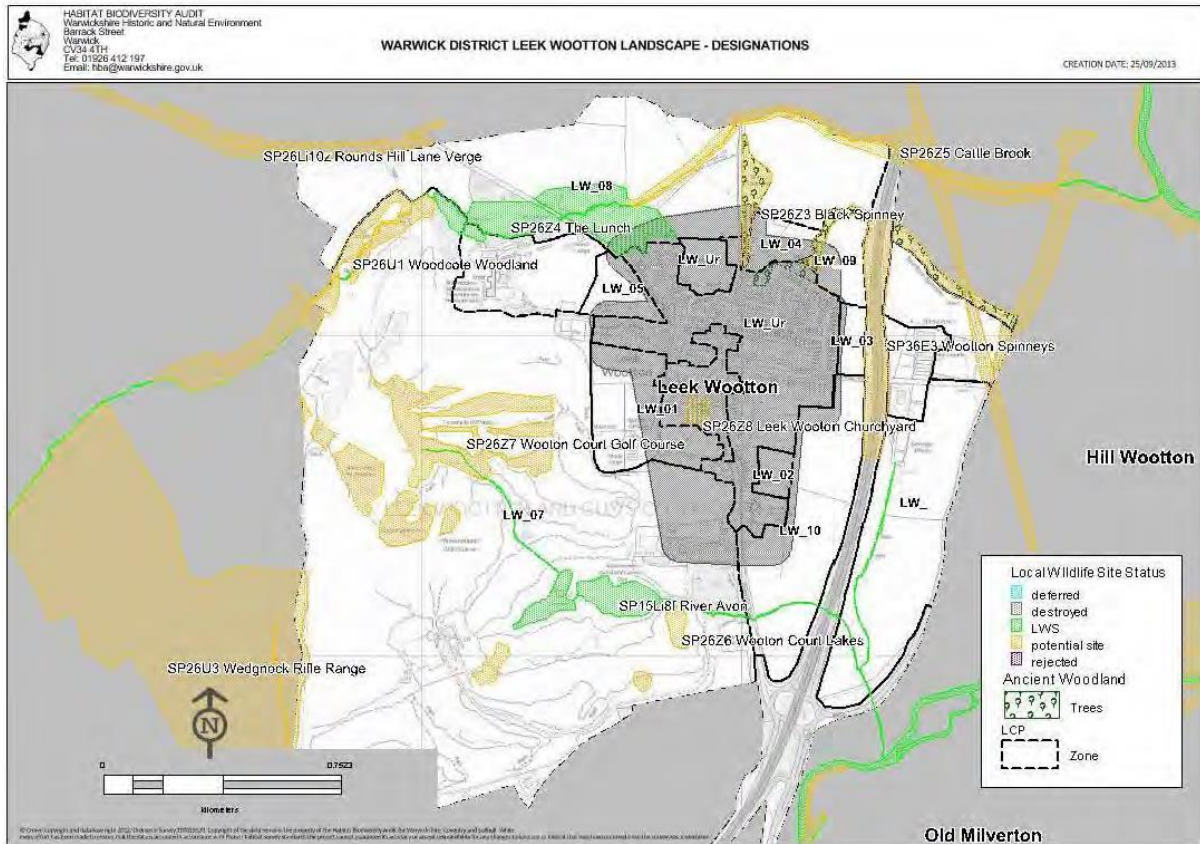 HABITAT BIODIVERSITY AUDIT
Warwickshire Historic and Natural Environment
Barrack Street
Warwick
CV34 4TH
Tel: 01926 412 197
Email: hba@warwickshire.gov.uk
WARWICK DISTRICT LEEK WOOTTON LANDSCAPE - DESIGNATIONS
CREATION DATE: 25/09/2013
SP26Li10Z Rounds Hill Lane Verge
SP26Z5 Cattle Brook
LW_08
SP26Z4 The Lunch
SP26Z3 Black Spinney
LW_04
LW_Ur
LW_09
SP26U1 Woodcote Woodland
LW_05
LW_Ur
LW_03
SP36E3 Wootton Spinneys
Leek Wootton
LW_01
SP26Z8 Leek Wooton Churchyard
SP26Z7 Wooton Court Golf Course
Hill Wootton
LW_02
LW_
LW_07
LW_10
SP15Li8f River Avon
SP26Z6 Wooton Court Lakes
SP26U3 Wedgnock Rifle Range
N
0
0.7523
kilometers
Local Wildlife Site Status
deferred
destroyed
LWS
potential site
rejected
Ancient Woodland
Trees
LCP
Zone
Old Milverton